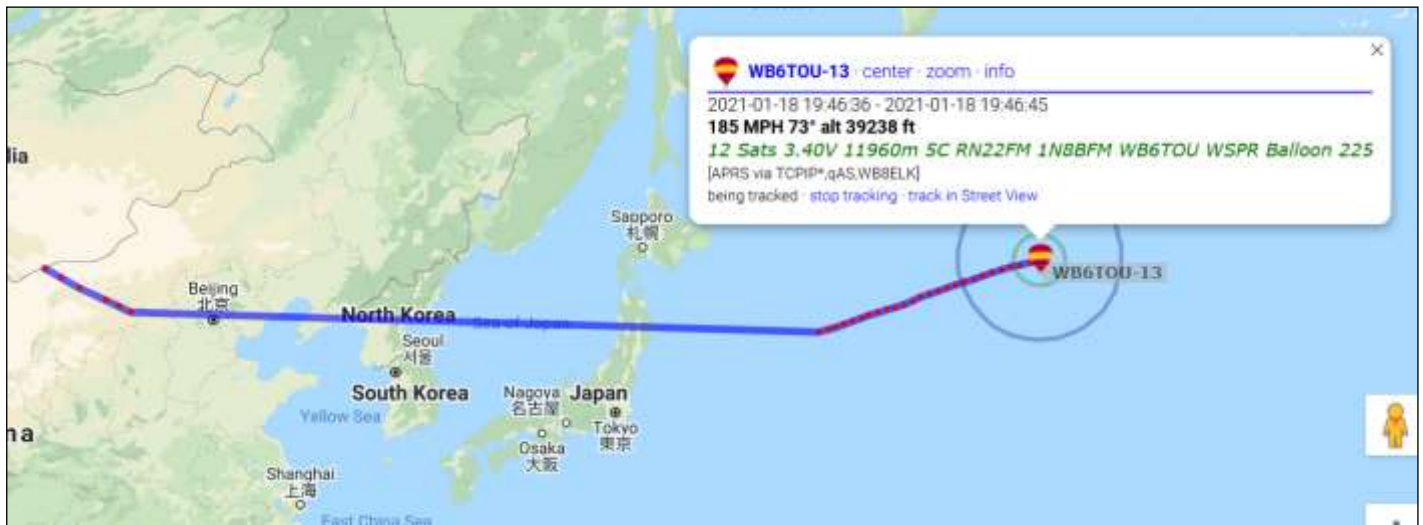 WB6TOU-13 · center · zoom · info
2021-01-18 19:46:36 - 2021-01-18 19:46:45
185 MPH 73° alt 39238 ft
12 Sats 3.40V 11960m 5C RN22FM 1N8BFM WB6TOU WSPR Balloon 225
[APRS via TCPIP*,qAS,WB8ELK]
being tracked · stop tracking · track in Street View
lia
Sapporo
札幌
WB6TOU-13
Beijing
北京
North Korea
Sea of Japan
Seoul
서울
South Korea
Nagoya
名古屋
Japan
Yellow Sea
Tokyo
東京
na
Osaka
大阪
Shanghai
上海
East China Sea